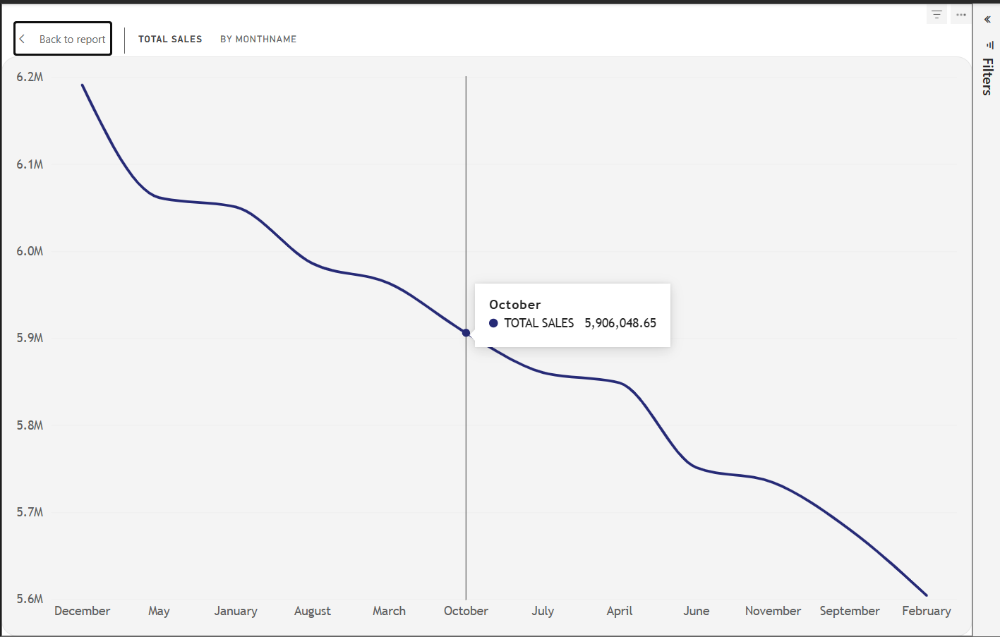 Back to report
TOTAL SALES BY MONTHNAME
Filters
6.2M
6.1M
6.0M
5.9M
5.8M
5.7M
5.6M
October
TOTAL SALES 5,906,048.65
December May January August March October July April June November September February